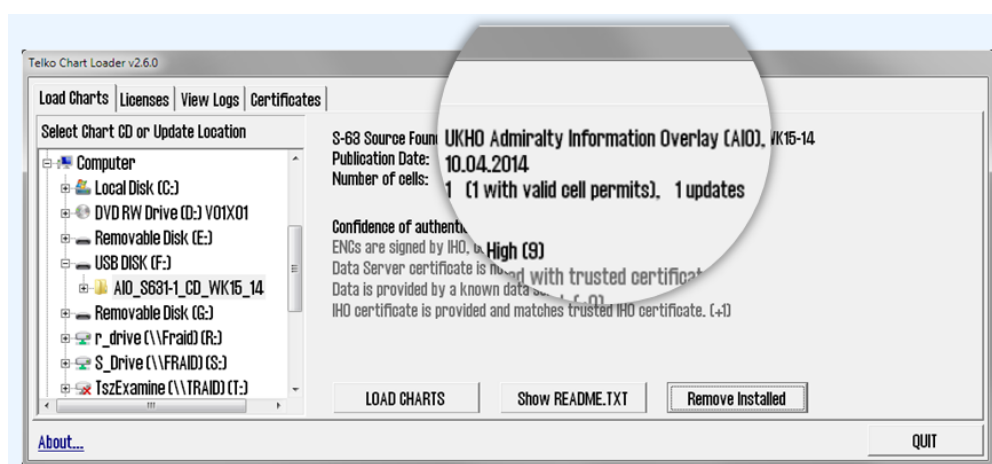 Telko Chart Loader v2.6.0
Load Charts Licenses View Logs Certificates
Select Chart CD or Update Location
Computer
Local Disk (C:)
DVD RW Drive (D:) V01X01
Removable Disk (E:)
USB DISK (F:)
AIO_S631-1_CD_WK15_14
Removable Disk (G:)
r_drive (\\Fraid) (R:)
S_Drive (\\FRAID) (S:)
TszExamine (\\TRAID) (T:)
S-63 Source Foun UKHO Admiralty Information Overlay (AIO), WK15-14
Publication Date: 10.04.2014
Number of cells: 1 (1 with valid cell permits), 1 updates
Confidence of authenti High (9)
ENCs are signed by IHO,
Data Server certificate is ed with trusted certificat
Data is provided by a known data
IHO certificate is provided and matches trusted IHO certificate. (+1)
LOAD CHARTS Show README.TXT Remove Installed
About... QUIT